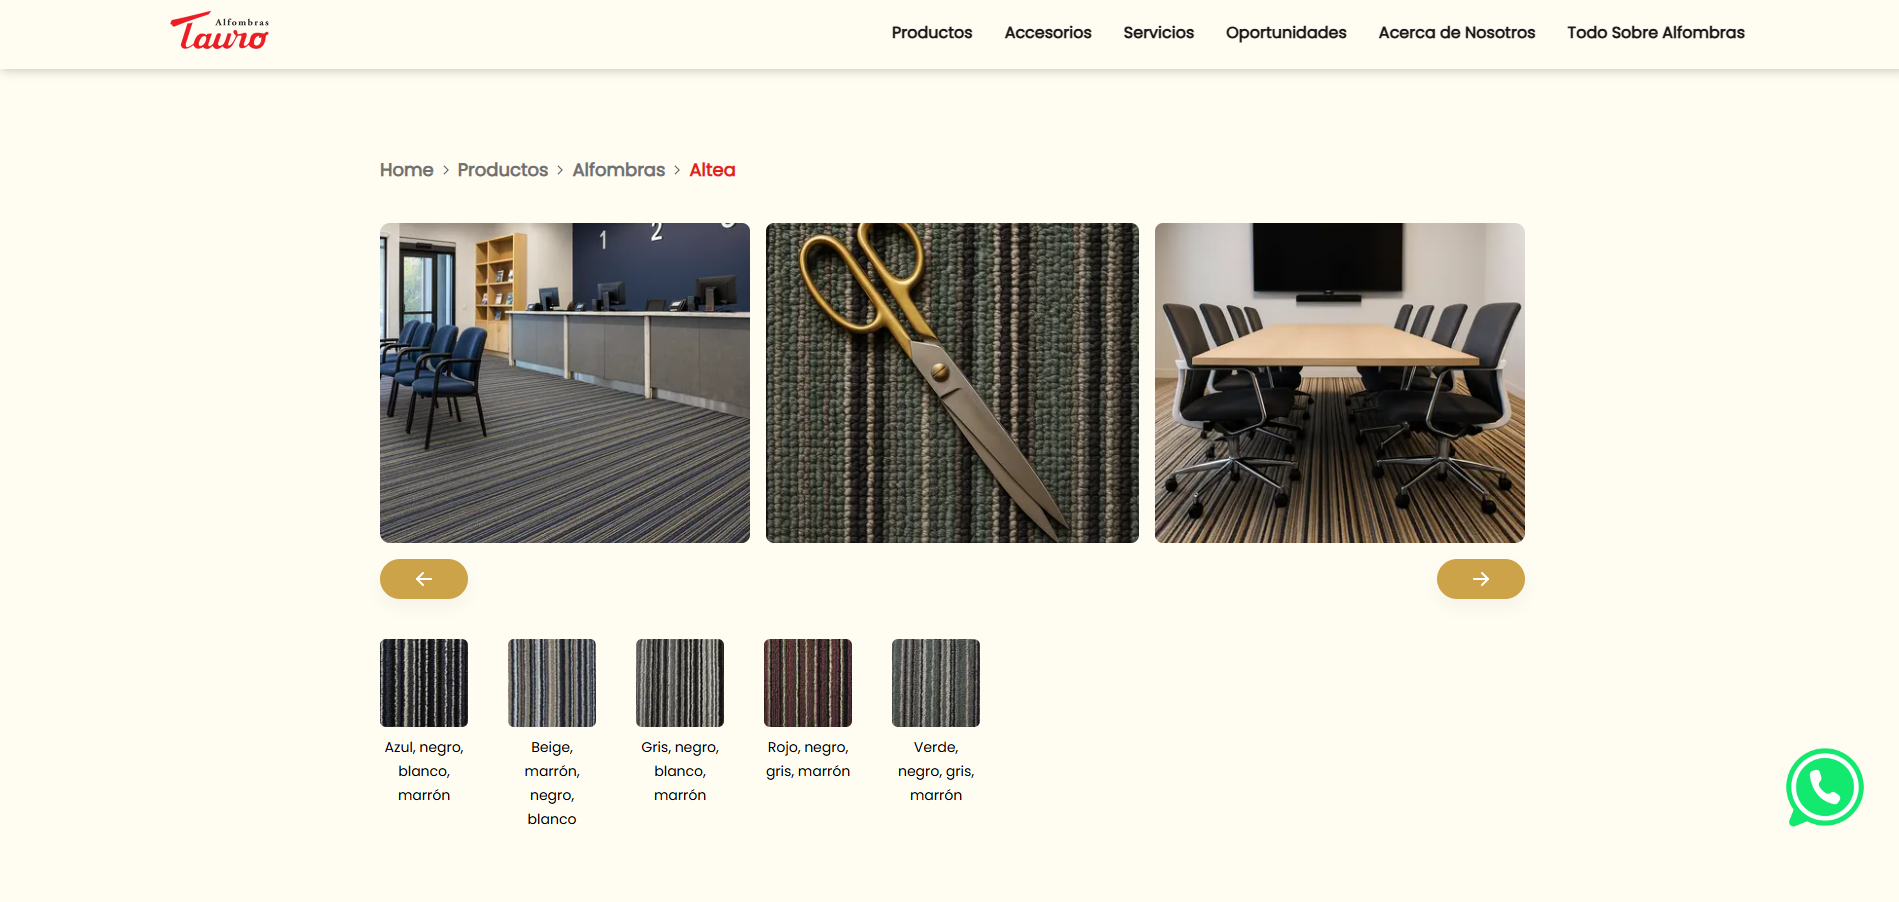 Alfombras
Tauro
Productos
Accesorios
Servicios
Oportunidades
Acerca de Nosotros
Todo Sobre Alfombras
Home > Productos > Alfombras > Altea
1
2
Azul, negro,
blanco,
marrón
Beige,
marrón,
negro,
blanco
Gris, negro,
blanco,
marrón
Rojo, negro,
gris, marrón
Verde,
negro, gris,
marrón